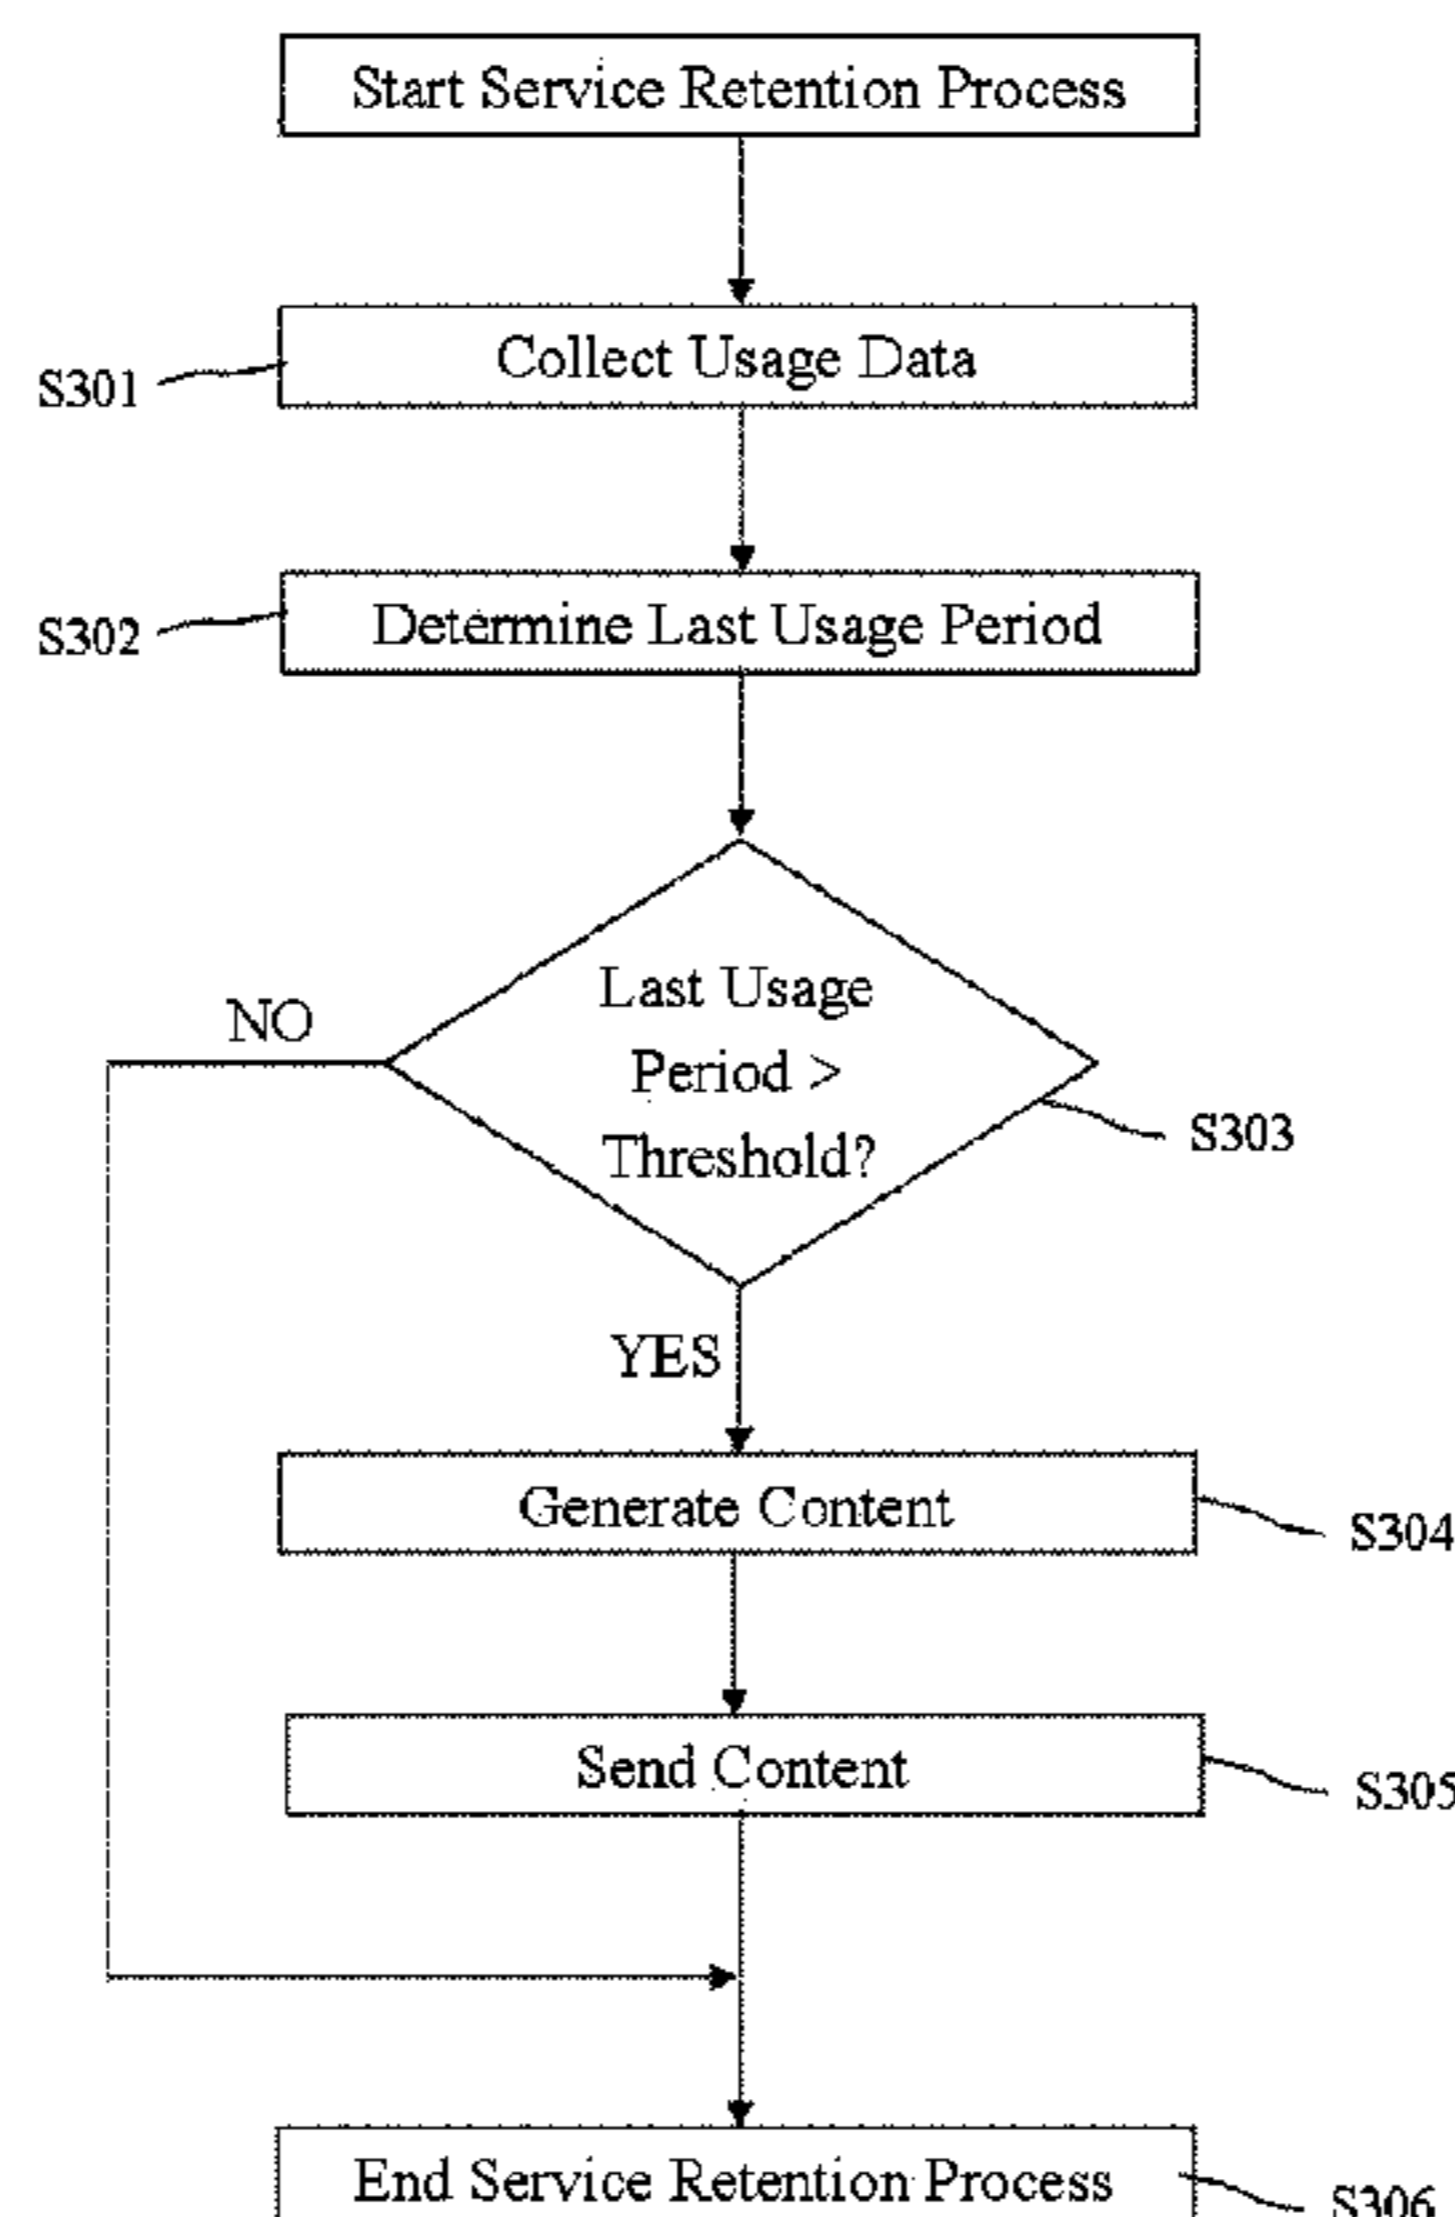 Start Service Retention Process
Collect Usage Data
S301
Determine Last Usage Period
S302
Last Usage
Period >
Threshold?
NO
S303
YES
Generate Content
S304
Send Content
S305
End Service Retention Process
S306